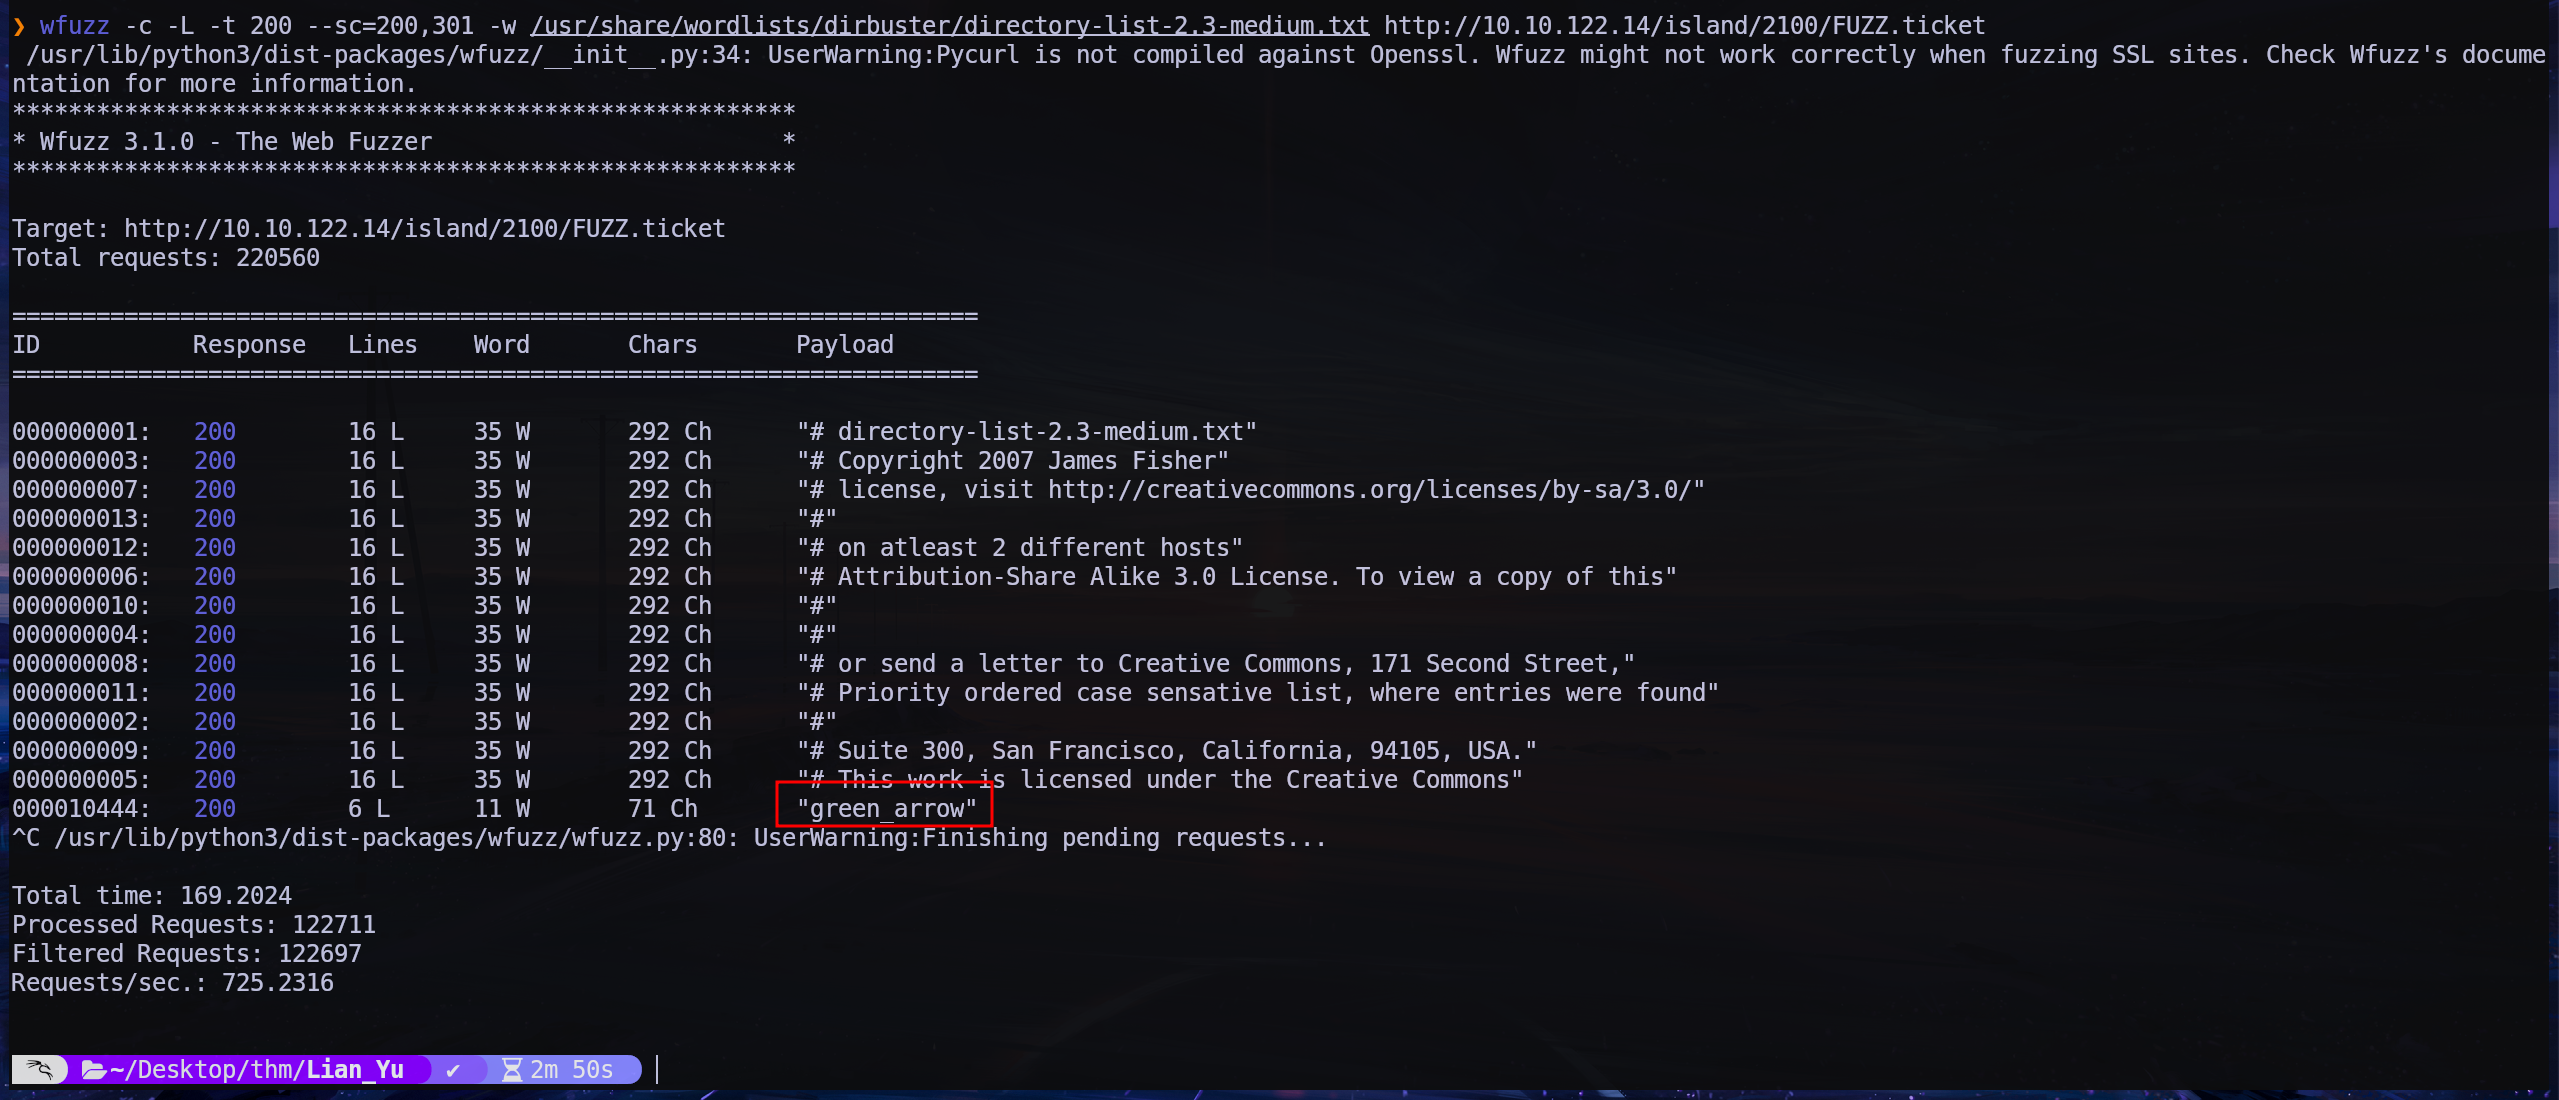 ❯ wfuzz -c -L -t 200 --sc=200,301 -w /usr/share/wordlists/dirbuster/directory-list-2.3-medium.txt http://10.10.122.14/island/2100/FUZZ.ticket
/usr/lib/python3/dist-packages/wfuzz/__init__.py:34: UserWarning:Pycurl is not compiled against Openssl. Wfuzz might not work correctly when fuzzing SSL sites. Check Wfuzz's docume
ntation for more information.
********************************************************
* Wfuzz 3.1.0 - The Web Fuzzer                         *
********************************************************
Target: http://10.10.122.14/island/2100/FUZZ.ticket
Total requests: 220560
=====================================================================
ID           Response   Lines    Word       Chars       Payload
=====================================================================
000000001:   200        16 L     35 W       292 Ch      "# directory-list-2.3-medium.txt"
000000003:   200        16 L     35 W       292 Ch      "# Copyright 2007 James Fisher"
000000007:   200        16 L     35 W       292 Ch      "# license, visit http://creativecommons.org/licenses/by-sa/3.0/"
000000013:   200        16 L     35 W       292 Ch      "#"
000000012:   200        16 L     35 W       292 Ch      "# on atleast 2 different hosts"
000000006:   200        16 L     35 W       292 Ch      "# Attribution-Share Alike 3.0 License. To view a copy of this"
000000010:   200        16 L     35 W       292 Ch      "#"
000000004:   200        16 L     35 W       292 Ch      "#"
000000008:   200        16 L     35 W       292 Ch      "# or send a letter to Creative Commons, 171 Second Street,"
000000011:   200        16 L     35 W       292 Ch      "# Priority ordered case sensative list, where entries were found"
000000002:   200        16 L     35 W       292 Ch      "#"
000000009:   200        16 L     35 W       292 Ch      "# Suite 300, San Francisco, California, 94105, USA."
000000005:   200        16 L     35 W       292 Ch      "# This work is licensed under the Creative Commons"
000010444:   200        6 L      11 W       71 Ch       "green_arrow"
^C /usr/lib/python3/dist-packages/wfuzz/wfuzz.py:80: UserWarning:Finishing pending requests...
Total time: 169.2024
Processed Requests: 122711
Filtered Requests: 122697
Requests/sec.: 725.2316
~/Desktop/thm/Lian_Yu ✔ 2m 50s